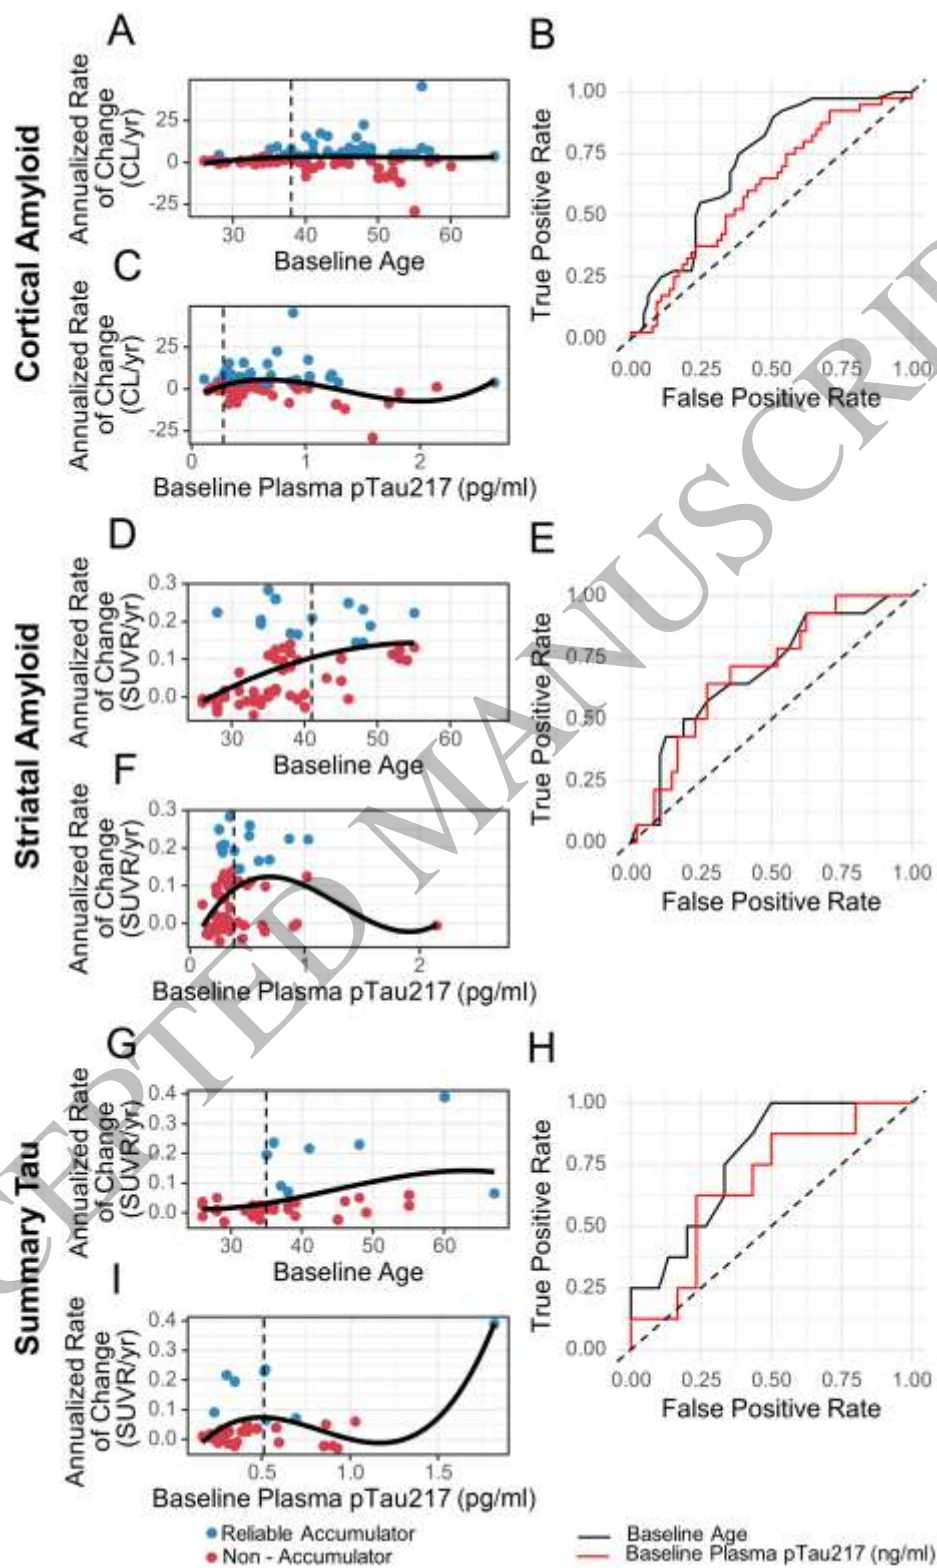 A
Cortical Amyloid
Annualized Rate
of Change
(CL/yr)
25
0
-25
30 40 50 60
Baseline Age
B
True Positive Rate
1.00
0.75
0.50
0.25
0.00
0.00 0.25 0.50 0.75 1.00
False Positive Rate
C
Annualized Rate
of Change
(CL/yr)
25
0
-25
0 1 2
Baseline Plasma pTau217 (pg/ml)
D
Striatal Amyloid
Annualized Rate
of Change
(SUVR/yr)
0.3
0.1
0.0
30 40 50 60
Baseline Age
E
True Positive Rate
1.00
0.75
0.50
0.25
0.00
0.00 0.25 0.50 0.75 1.00
False Positive Rate
F
Annualized Rate
of Change
(SUVR/yr)
0.3
0.2
0.1
0.0
0 1 2
Baseline Plasma pTau217 (pg/ml)
G
Summary Tau
Annualized Rate
of Change
(SUVR/yr.)
0.4
0.3
0.2
0.1
0.0
30 40 50 60
Baseline Age
H
True Positive Rate
1.00
0.75
0.50
0.25
0.00
0.00 0.25 0.50 0.75 1.00
False Positive Rate
I
Annualized Rate
of Change
(SUVR/yr)
0.4
0.3
0.2
0.1
0.0
0.5 1.0 1.5
Baseline Plasma pTau217 (pg/ml)
Reliable Accumulator
Non - Accumulator
Baseline Age
Baseline Plasma pTau217 (ng/ml)
CEPTED MANUSCRIP